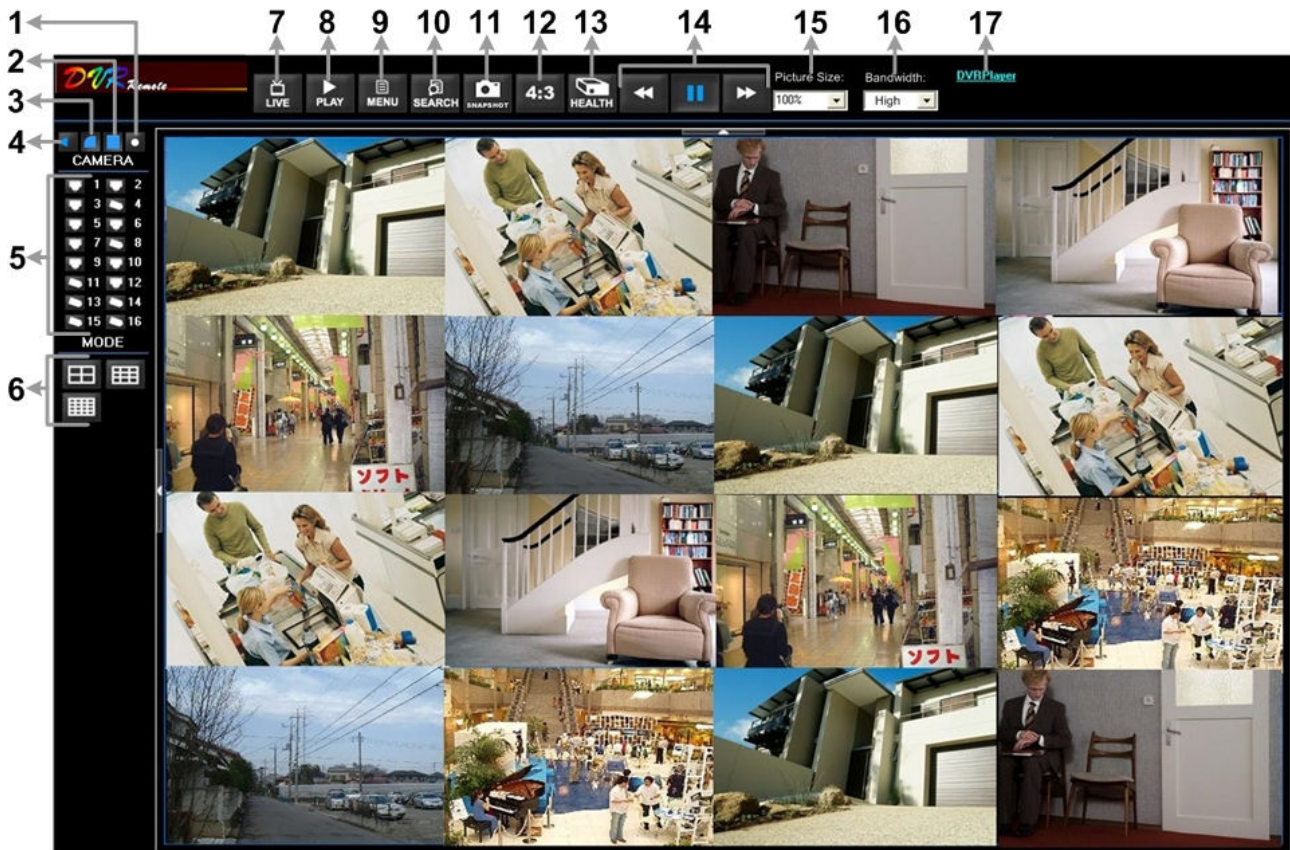 1
2
3
4
5
6
7
8
9
10
11
12
13
14
15
16
17
DVR Remote
LIVE
PLAY
MENU
SEARCH
SNAPSHOT
4:3
HEALTH
Picture Size:
100%
Bandwidth:
High
DVRPlayer
CAMERA
1 2
3 4
5 6
7 8
9 10
11 12
13 14
15 16
MODE
ソフト
ソフト